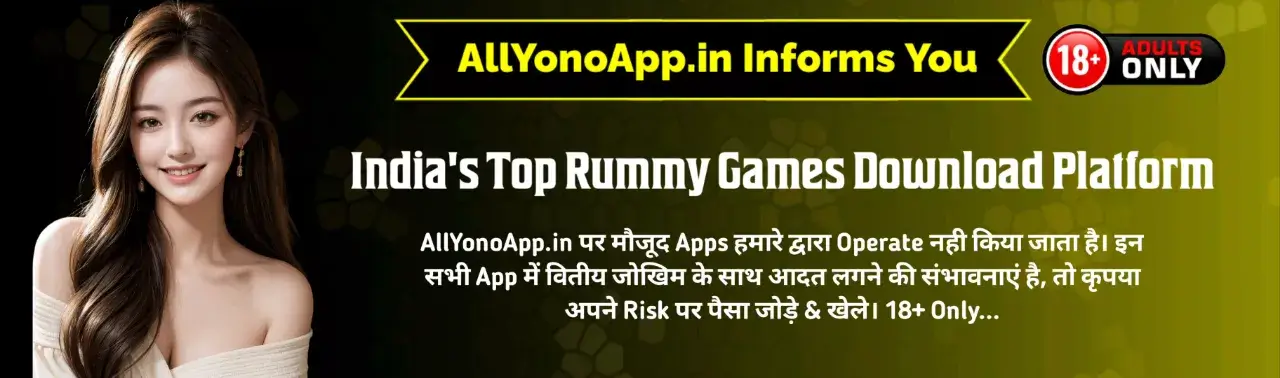 AllYonoApp.in Informs You
18+ ADULTS ONLY
India's Top Rummy Games Download Platform
AllYonoApp.in पर मौजूद Apps हमारे द्वारा Operate नही किया जाता है। इन
सभी App में वितीय जोखिम के साथ आदत लगने की संभावनाएं है, तो कृपया
अपने Risk पर पैसा जोड़े & खेले। 18+ Only...